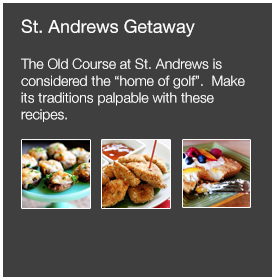 St. Andrews Getaway
The Old Course at St. Andrews is
considered the “home of golf”.  Make
its traditions palpable with these
recipes.